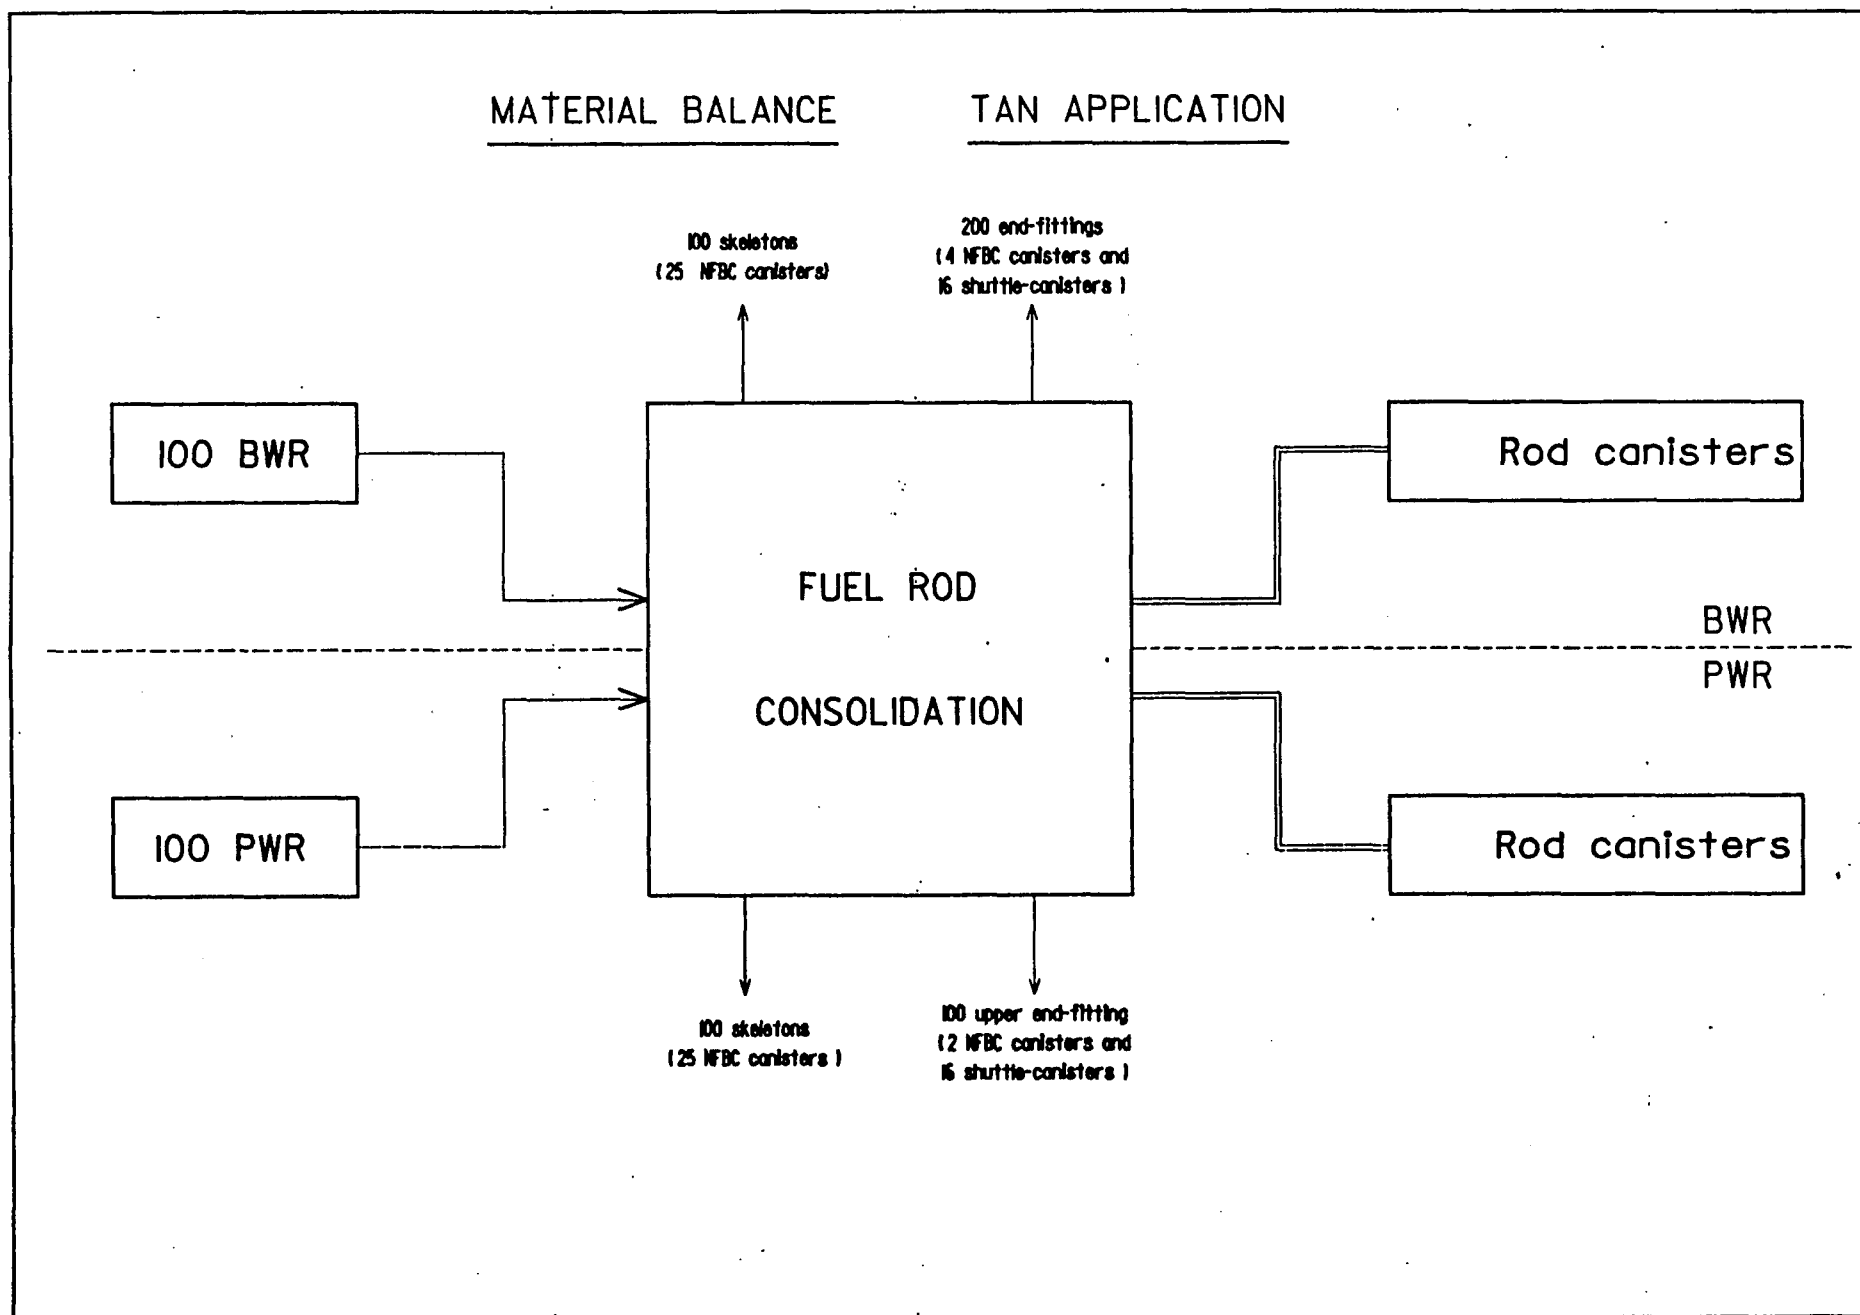 MATERIAL BALANCE TAN APPLICATION
100 skeletons
(25 NFBC canisters)
200 end-fittings
(4 NFBC canisters and
16 shuttle-canisters)
100 BWR
Rod canisters
FUEL ROD
CONSOLIDATION
BWR
PWR
100 PWR
Rod canisters
100 skeletons
(25 NFBC canisters)
100 upper end-fitting
(2 NFBC canisters and
16 shuttle-canisters)